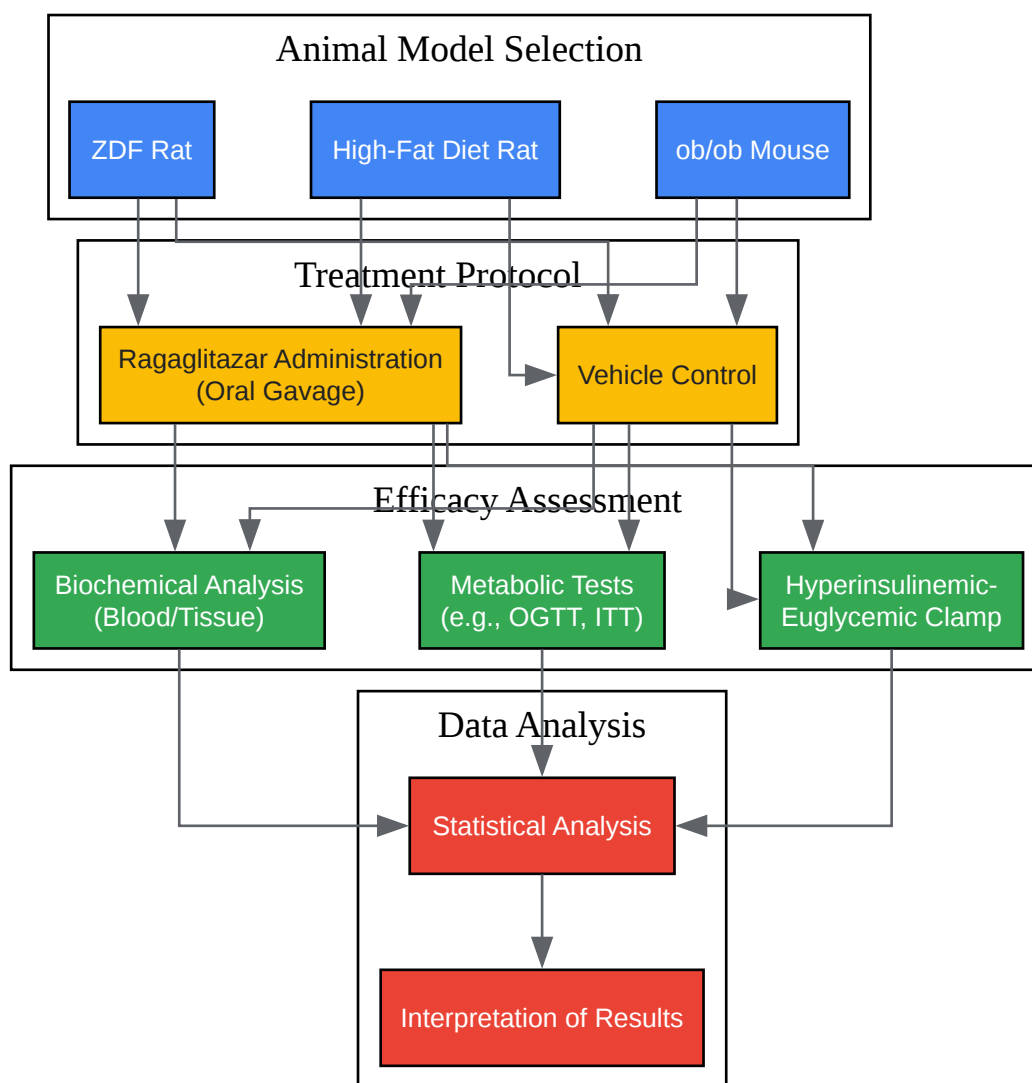 Animal Model Selection
ZDF Rat
High-Fat Diet Rat
ob/ob Mouse
Treatment Protocol
Ragaglitazar Administration
(Oral Gavage)
Vehicle Control
Efficacy Assessment
Biochemical Analysis
(Blood/Tissue)
Metabolic Tests
(e.g., OGTT, ITT)
Hyperinsulinemic-
Euglycemic Clamp
Data Analysis
Statistical Analysis
Interpretation of Results